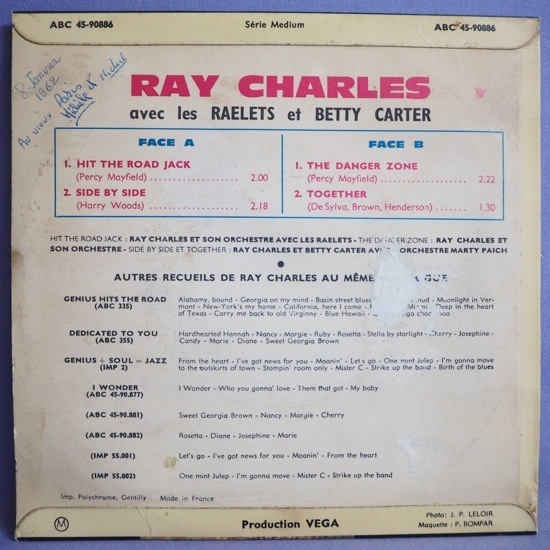 ABC 45-90886 Série Medium ABC 45-90886
8 Janvier
1962
Au vieux Paris
Michèle et Michel
RAY CHARLES
avec les RAELETS et BETTY CARTER
FACE A
1. HIT THE ROAD JACK
(Percy Mayfield) .................... 2.00
2. SIDE BY SIDE
(Harry Woods) ..................... 2.18
FACE B
1. THE DANGER ZONE
(Percy Mayfield) .................. 2.22
2. TOGETHER
(De Sylva, Brown, Henderson) ...... 1.30
HIT THE ROAD JACK : RAY CHARLES ET SON ORCHESTRE AVEC LES RAELETS - THE DANGER ZONE : RAY CHARLES ET
SON ORCHESTRE - SIDE BY SIDE ET TOGETHER : RAY CHARLES ET BETTY CARTER AVEC ORCHESTRE MARTY PAICH
AUTRES RECUEILS DE RAY CHARLES AU MÊME
GENIUS HITS THE ROAD
(ABC 335)
Alabamy, bound - Georgia on my mind - Basin street blues - Moonlight in Ver-
mont - New-York's my home - California, here I come - Deep in the heart
of Texas - Carry me back to old Virginny - Blue Hawaii - choo choo
DEDICATED TO YOU
(ABC 355)
Hardhearted Hannah - Nancy - Margie - Ruby - Rosetta - Stella by starlight - Cherry - Josephine -
Candy - Marie - Diane - Sweet Georgia Brown
GENIUS + SOUL = JAZZ
(IMP 2)
From the heart - I've got news for you - Moanin' - Let's go - One mint Julep - I'm gonna move
to the outskirts of town - Stompin' room only - Mister C - Strike up the band - Birth of the blues
I WONDER
(ABC 45-90.877)
I Wonder - Who you gonna love - Them that got - My baby
(ABC 45-90.881) Sweet Georgia Brown - Nancy - Margie - Cherry
(ABC 45-90.882) Rosetta - Diane - Josephine - Marie
(IMP 55.001) Let's go - I've got news for you - Moanin' - From the heart
(IMP 55.002) One mint Julep - I'm gonna move - Mister C - Strike up the band
Imp. Polychrome, Gentilly Made in France
M
Production VEGA
Photo: J. P. LELOIR
Maquette : P. BOMPAR